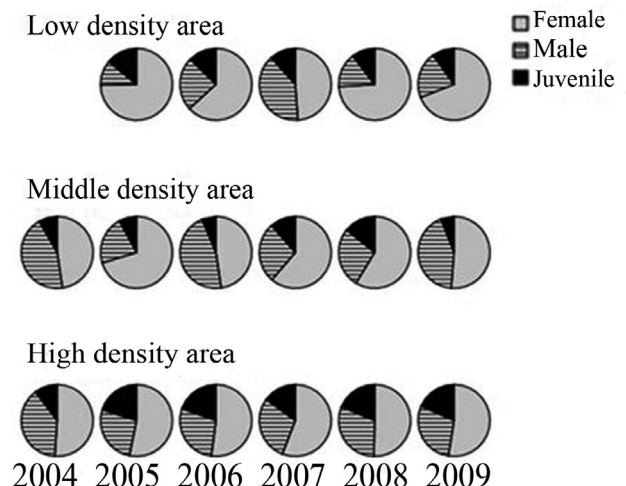 Low density area
Female
Male
Juvenile
Middle density area
High density area
2004 2005 2006 2007 2008 2009